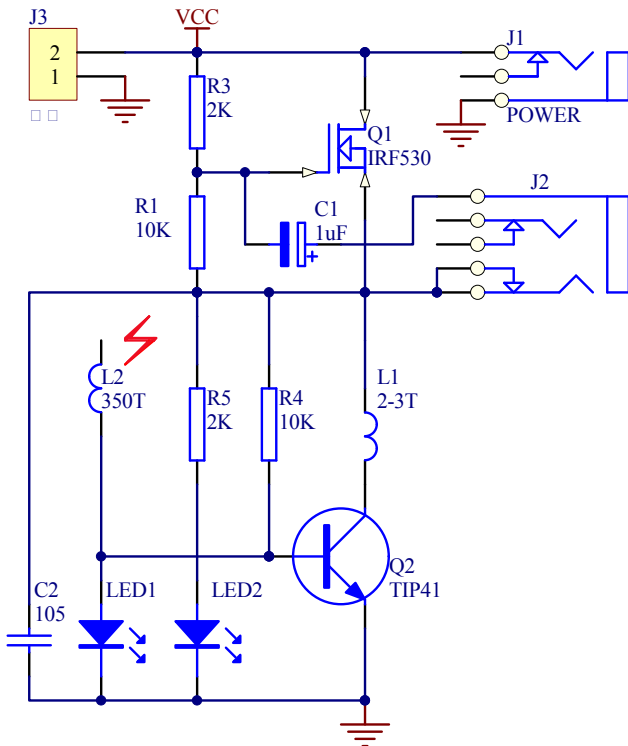 J3
VCC
J1
2
1
R3
2K
POWER
Q1
IRF530
R1
10K
C1
1uF
+
J2
L2
350T
R5
2K
R4
10K
L1
2-3T
C2
105
LED1
LED2
Q2
TIP41